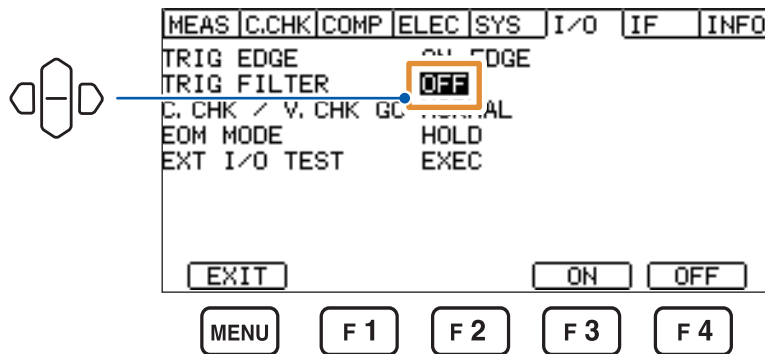 MEAS C.CHK COMP ELEC SYS I/O IF INFO
TRIG EDGE EDGE
TRIG FILTER OFF
C. CHK / V. CHK
EOM MODE HOLD
EXT I/O TEST EXEC
EXIT ON OFF
MENU F 1 F 2 F 3 F 4